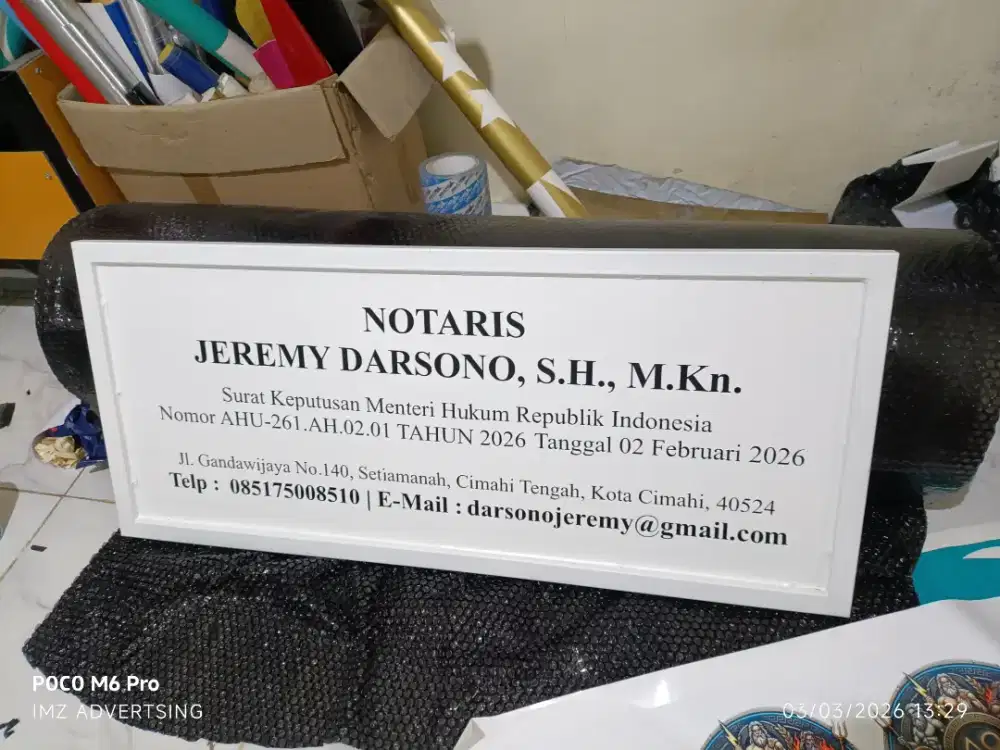 NOTARIS
JEREMY DARSONO, S.H., M.Kn.
Surat Keputusan Menteri Hukum Republik Indonesia
Nomor AHU-261.AH.02.01 TAHUN 2026 Tanggal 02 Februari 2026
Jl. Gandawijaya No.140, Setiamanah, Cimahi Tengah, Kota Cimahi, 40524
Telp : 085175008510 | E-Mail : darsonojeremy@gmail.com
POCO M6 Pro
IMZ ADVERTSING
03/03/2026 13:29